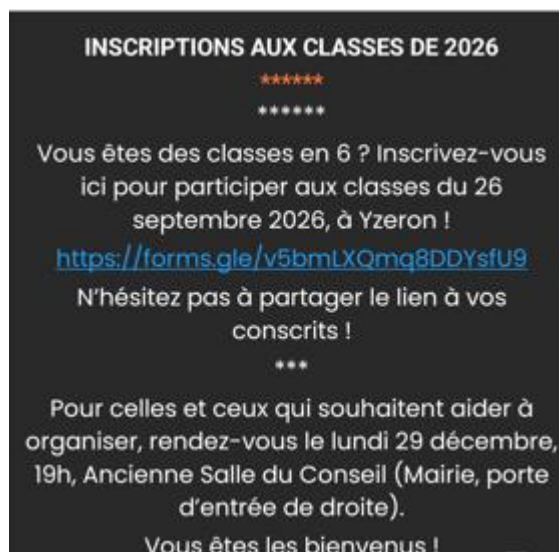 INSCRIPTIONS AUX CLASSES DE 2026
******
******
Vous êtes des classes en 6 ? Inscrivez-vous
ici pour participer aux classes du 26
septembre 2026, à Yzeron !
https://forms.gle/v5bmLXQmq8DDYsfU9
N'hésitez pas à partager le lien à vos
conscrits !
***
Pour celles et ceux qui souhaitent aider à
organiser, rendez-vous le lundi 29 décembre,
19h, Ancienne Salle du Conseil (Mairie, porte
d'entrée de droite).
Vous êtes les bienvenus !